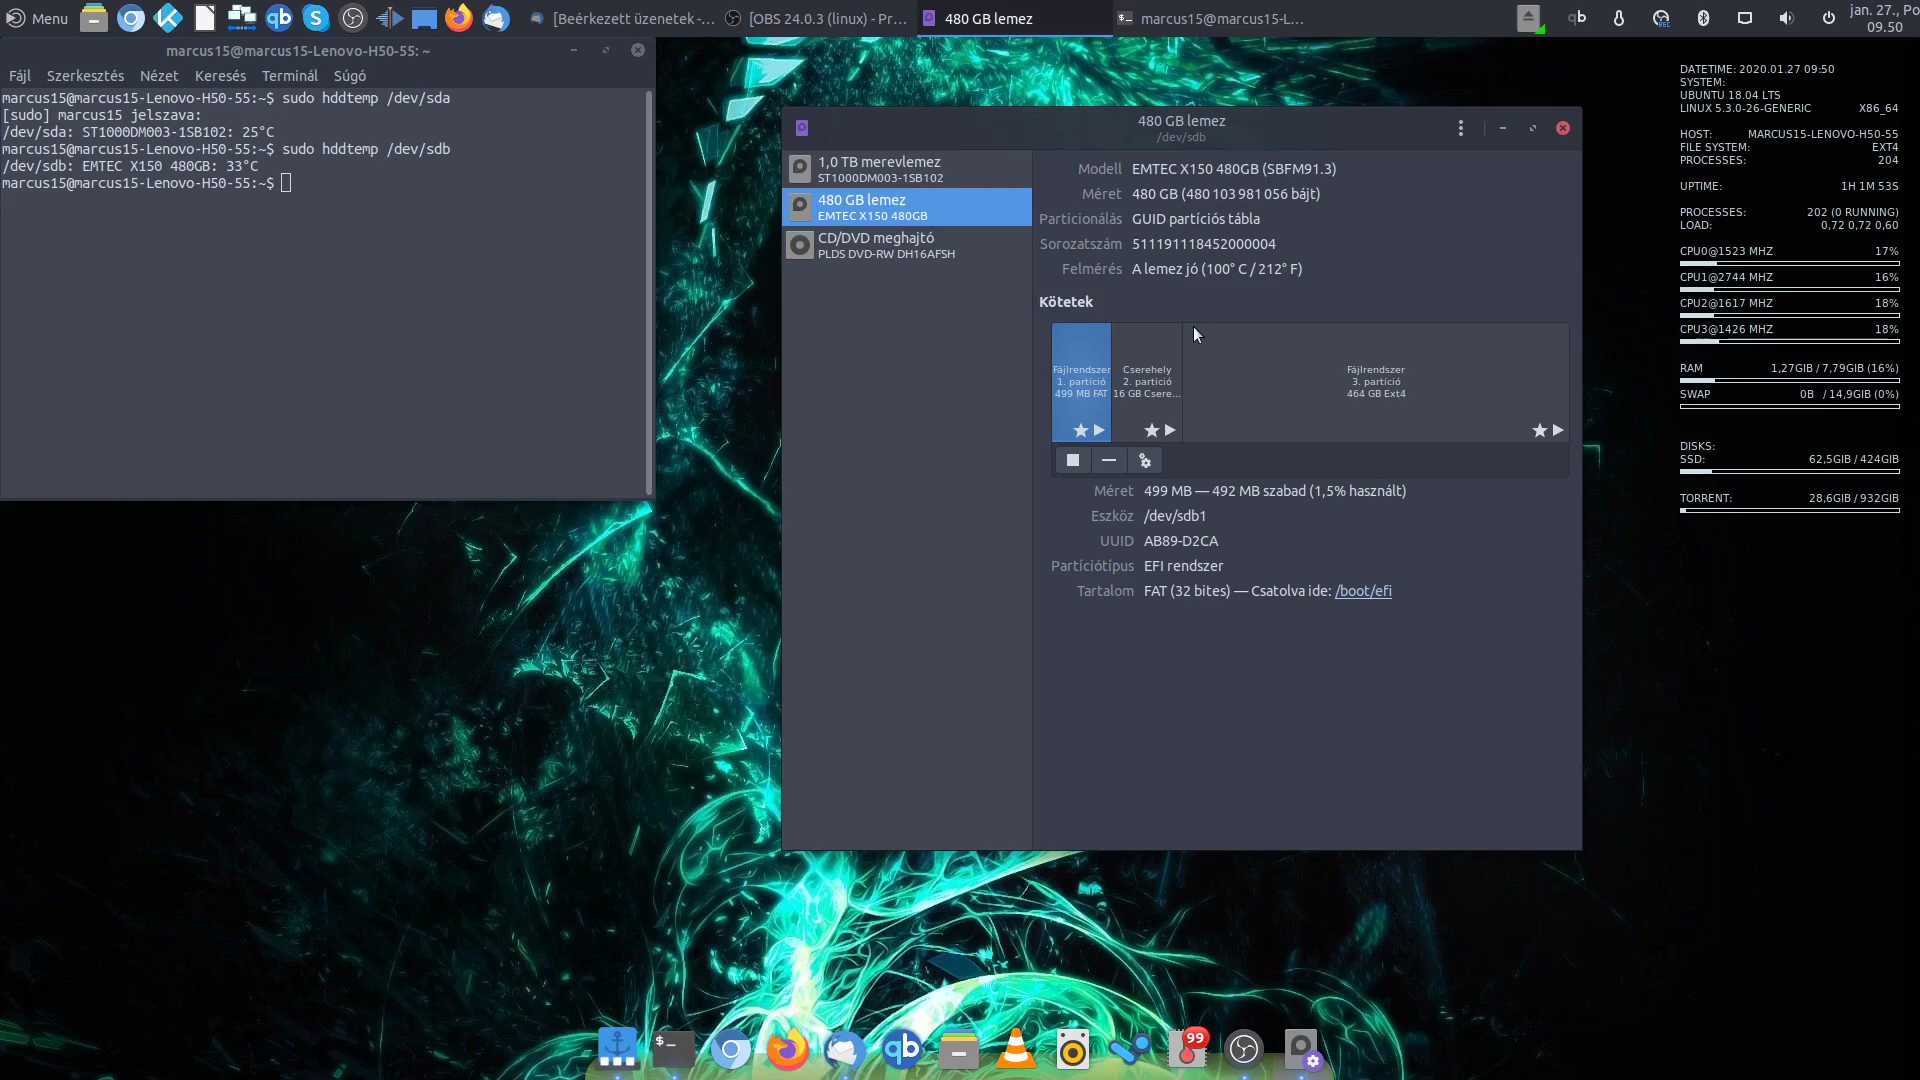 Menu
[Beérkezett üzenetek -...
[OBS 24.0.3 (linux) - Pr...
480 GB lemez
marcus15@marcus15-L...
qb
REC
jan. 27., Po
09.50
marcus15@marcus15-Lenovo-H50-55: ~
Fájl Szerkesztés Nézet Keresés Terminál Súgó
marcus15@marcus15-Lenovo-H50-55:~$ sudo hddtemp /dev/sda
[sudo] marcus15 jelszava:
/dev/sda: ST1000DM003-1SB102: 25°C
marcus15@marcus15-Lenovo-H50-55:~$ sudo hddtemp /dev/sdb
/dev/sdb: EMTEC X150 480GB: 33°C
marcus15@marcus15-Lenovo-H50-55:~$
480 GB lemez
/dev/sdb
1,0 TB merevlemez
ST1000DM003-1SB102
480 GB lemez
EMTEC X150 480GB
CD/DVD meghajtó
PLDS DVD-RW DH16AFSH
Modell EMTEC X150 480GB (SBFM91.3)
Méret 480 GB (480 103 981 056 bájt)
Particionálás GUID partíciós tábla
Sorozatszám 511191118452000004
Felmérés A lemez jó (100° C / 212° F)
Kötetek
Fájlrendszer
1. partíció
499 MB FAT
Cserehely
2. partíció
16 GB Csere...
Fájlrendszer
3. partíció
464 GB Ext4
Méret 499 MB — 492 MB szabad (1,5% használt)
Eszköz /dev/sdb1
UUID AB89-D2CA
Partíciótípus EFI rendszer
Tartalom FAT (32 bites) — Csatolva ide: /boot/efi
DATETIME: 2020.01.27 09:50
SYSTEM:
UBUNTU 18.04 LTS
LINUX 5.3.0-26-GENERIC X86_64
HOST: MARCUS15-LENOVO-H50-55
FILE SYSTEM: EXT4
PROCESSES: 204
UPTIME: 1H 1M 53S
PROCESSES: 202 (0 RUNNING)
LOAD: 0,72 0,72 0,60
CPU0@1523 MHZ 17%
CPU1@2744 MHZ 16%
CPU2@1617 MHZ 18%
CPU3@1426 MHZ 18%
RAM 1,27GIB / 7,79GIB (16%)
SWAP 0B / 14,9GIB (0%)
DISKS:
SSD: 62,5GIB / 424GIB
TORRENT: 28,6GIB / 932GIB
$_
qb
99